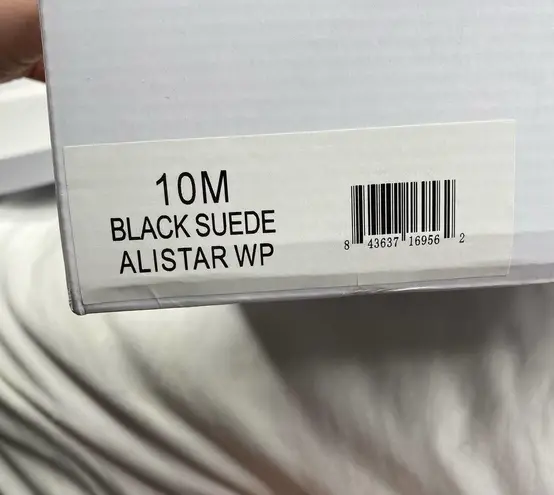 10M
BLACK SUEDE
ALISTAR WP
8 43637 16956 2